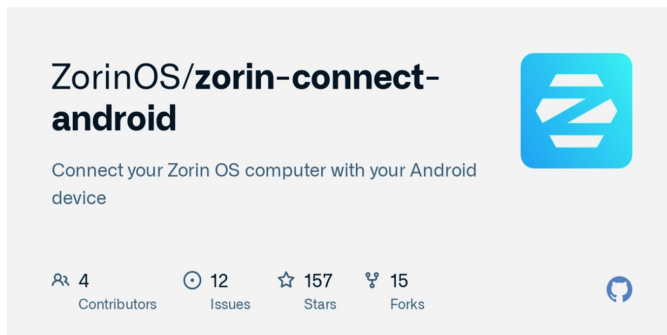 ZorinOS/zorin-connect-
android
Connect your Zorin OS computer with your Android
device
4 12 157 15
Contributors Issues Stars Forks